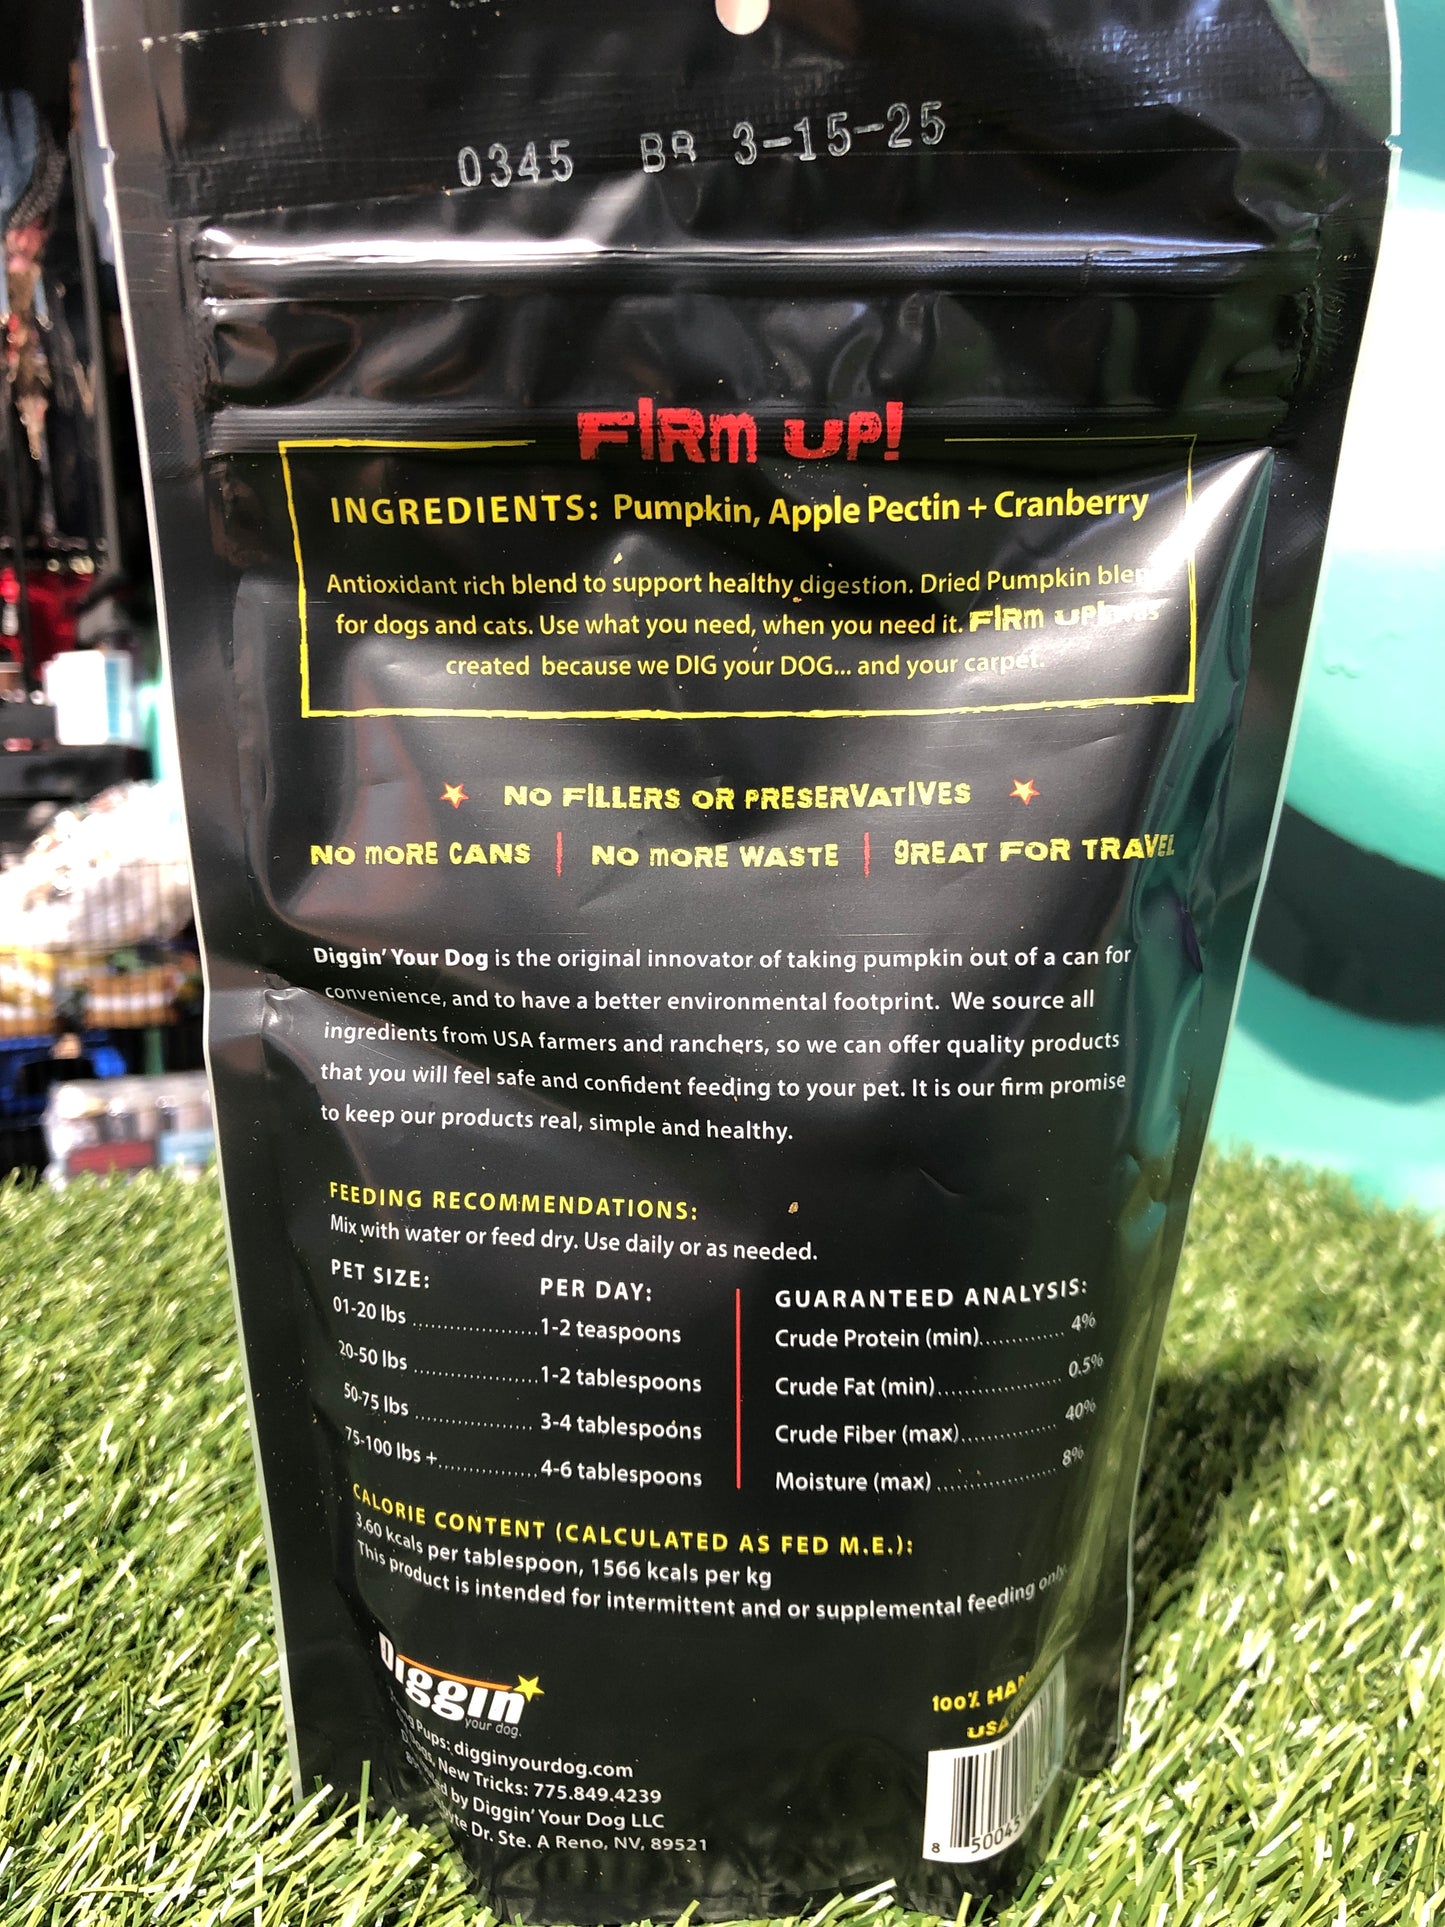 0345 BB 3-15-25
FIRM UP!
INGREDIENTS: Pumpkin, Apple Pectin + Cranberry
Antioxidant rich blend to support healthy digestion. Dried Pumpkin
for dogs and cats. Use what you need, when you need it. FIRM UP! was
created because we DIG your DOG... and your carpet.
NO FILLERS OR PRESERVATIVES
NO MORE CANS | NO MORE WASTE | GREAT FOR TRAVEL
Diggin' Your Dog is the original innovator of taking pumpkin out of a can for
convenience, and to have a better environmental footprint. We source all
ingredients from USA farmers and ranchers, so we can offer quality products
that you will feel safe and confident feeding to your pet. It is our firm promise
to keep our products real, simple and healthy.
FEEDING RECOMMENDATIONS:
Mix with water or feed dry. Use daily or as needed.
PET SIZE: PER DAY:
01-20 lbs ........ 1-2 teaspoons
20-50 lbs ........ 1-2 tablespoons
50-75 lbs ........ 3-4 tablespoons
75-100 lbs + ........ 4-6 tablespoons
GUARANTEED ANALYSIS:
Crude Protein (min)........ 4%
Crude Fat (min)........ 0.5%
Crude Fiber (max)........ 40%
Moisture (max)........ 8%
CALORIE CONTENT (CALCULATED AS FED M.E.):
3.60 kcals per tablespoon, 1566 kcals per kg
This product is intended for intermittent and or supplemental feeding only.
Diggin
your dog.
Pups: digginyourdog.com
New Tricks: 775.849.4239
by Diggin' Your Dog LLC
Dr. Ste. A Reno, NV, 89521
100%
USA
8 50045